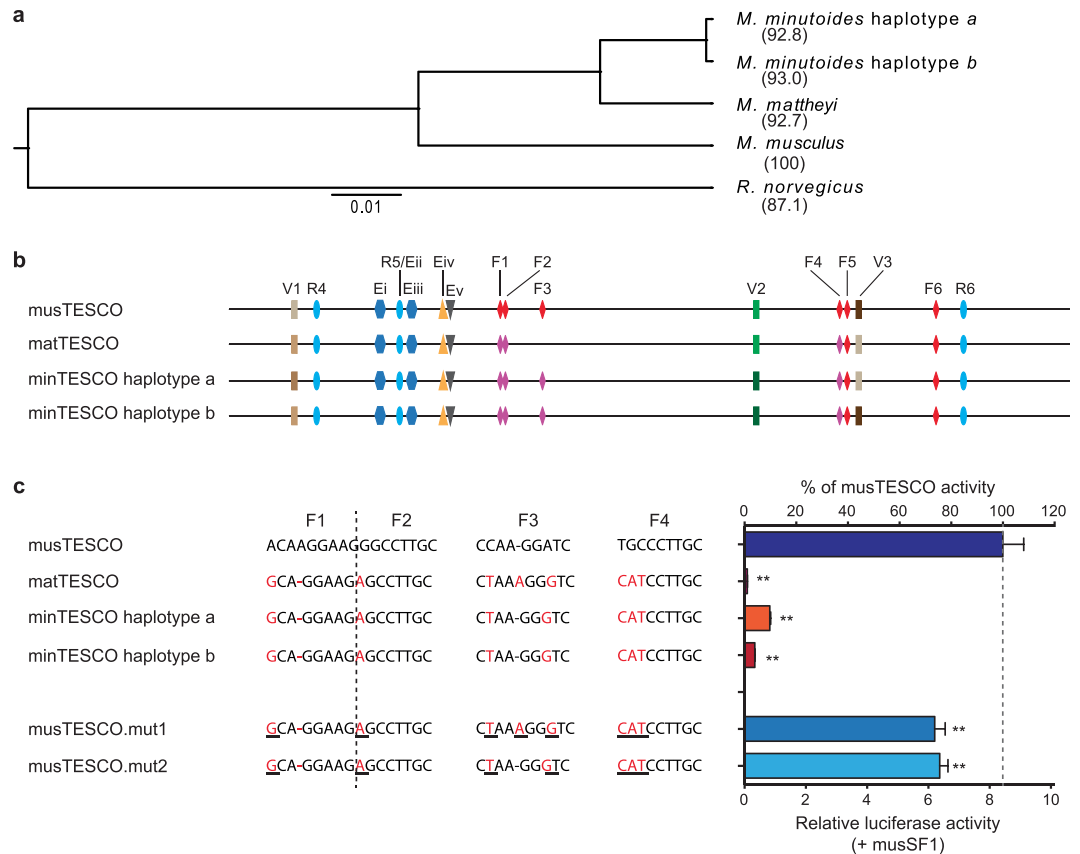 a
M. minutoides haplotype a
(92.8)
M. minutoides haplotype b
(93.0)
M. mattheyi
(92.7)
M. musculus
(100)
R. norvegicus
(87.1)
0.01
b
R5/Eii Eiv F1 F2 F4 F5 V3
V1 R4 Ei Eiii Ev F3 V2 F6 R6
musTESCO
matTESCO
minTESCO haplotype a
minTESCO haplotype b
c
% of musTESCO activity
0 20 40 60 80 100 120
F1 F2 F3 F4
musTESCO ACAAGGAAGGGCCTTGC CCAA-GGATC TGCCCTTGC
matTESCO GCA-GGAAGAGCCTTGC CTAAAGGGTC CATCCTTGC **
minTESCO haplotype a GCA-GGAAGAGCCTTGC CTAA-GGGTC CATCCTTGC **
minTESCO haplotype b GCA-GGAAGAGCCTTGC CTAA-GGGTC CATCCTTGC **
musTESCO.mut1 GCA-GGAAGAGCCTTGC CTAAAGGGTC CATCCTTGC **
musTESCO.mut2 GCA-GGAAGAGCCTTGC CTAA-GGGTC CATCCTTGC **
0 2 4 6 8 10
Relative luciferase activity
(+ musSF1)